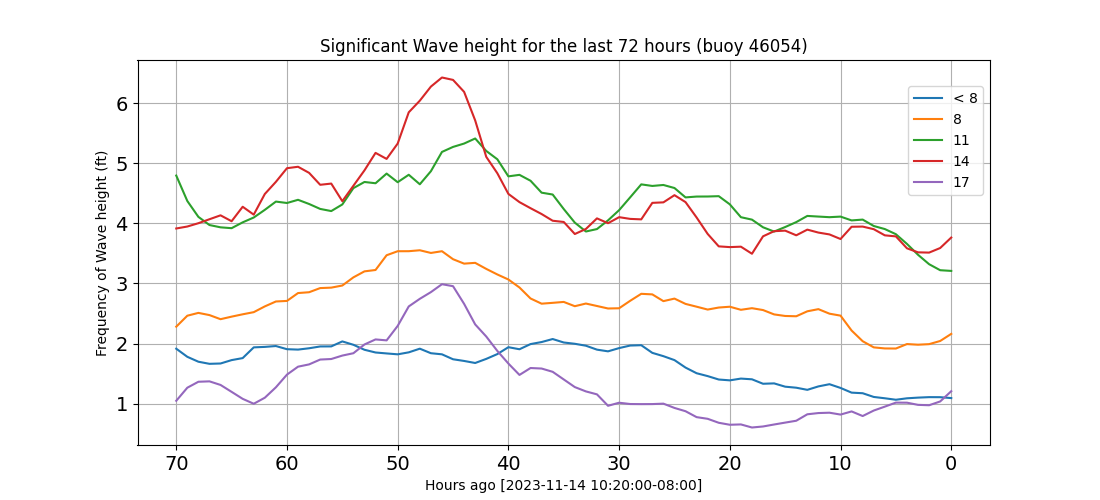 Significant Wave height for the last 72 hours (buoy 46054)
Frequency of Wave height (ft)
6
5
4
3
2
1
< 8
8
11
14
17
70 60 50 40 30 20 10 0
Hours ago [2023-11-14 10:20:00-08:00]